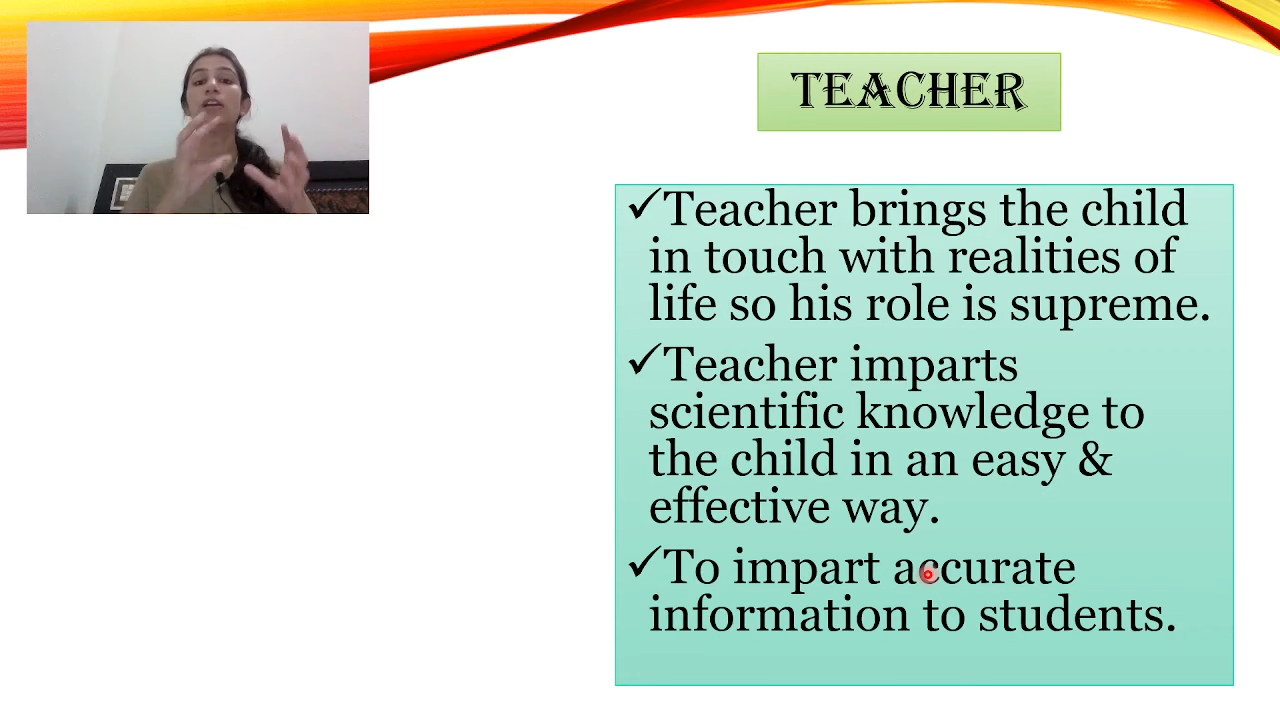 TEACHER
✓Teacher brings the child
in touch with realities of
life so his role is supreme.
✓Teacher imparts
scientific knowledge to
the child in an easy &
effective way.
✓To impart accurate
information to students.